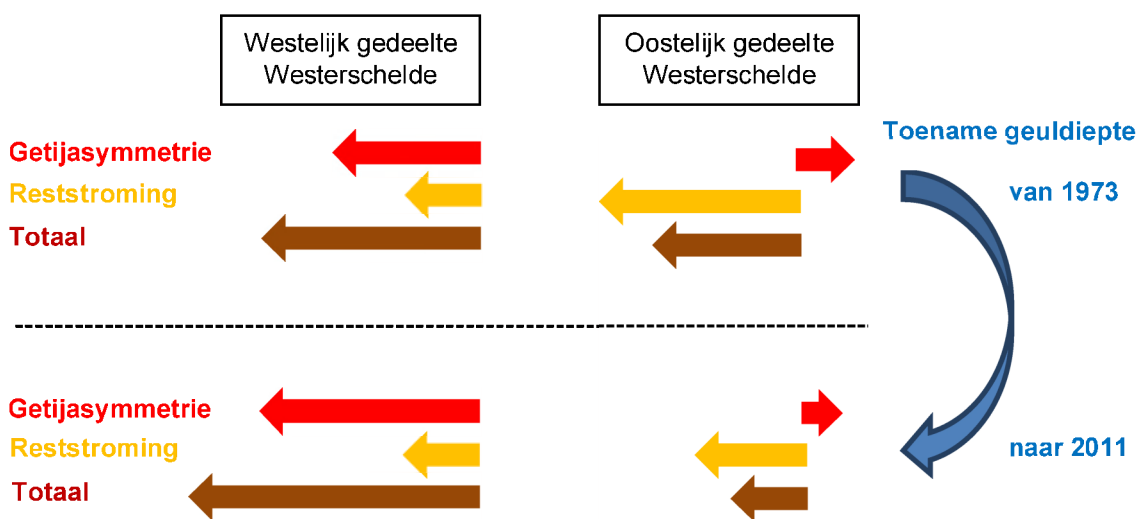 Westelijk gedeelte
Westerschelde
Oostelijk gedeelte
Westerschelde
Toename geuldiepte
Getijasymmetrie
Reststroming
van 1973
Totaal
Getijasymmetrie
Reststroming
naar 2011
Totaal